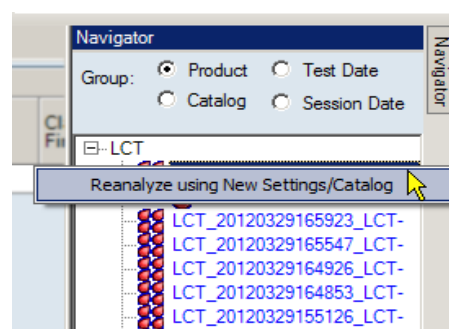 Navigator
Group: Product Test Date
Catalog Session Date
Navigator
LCT
Reanalyze using New Settings/Catalog
LCT_20120329165923_LCT-
LCT_20120329165547_LCT-
LCT_20120329164926_LCT-
LCT_20120329164853_LCT-
LCT_20120329155126_LCT-